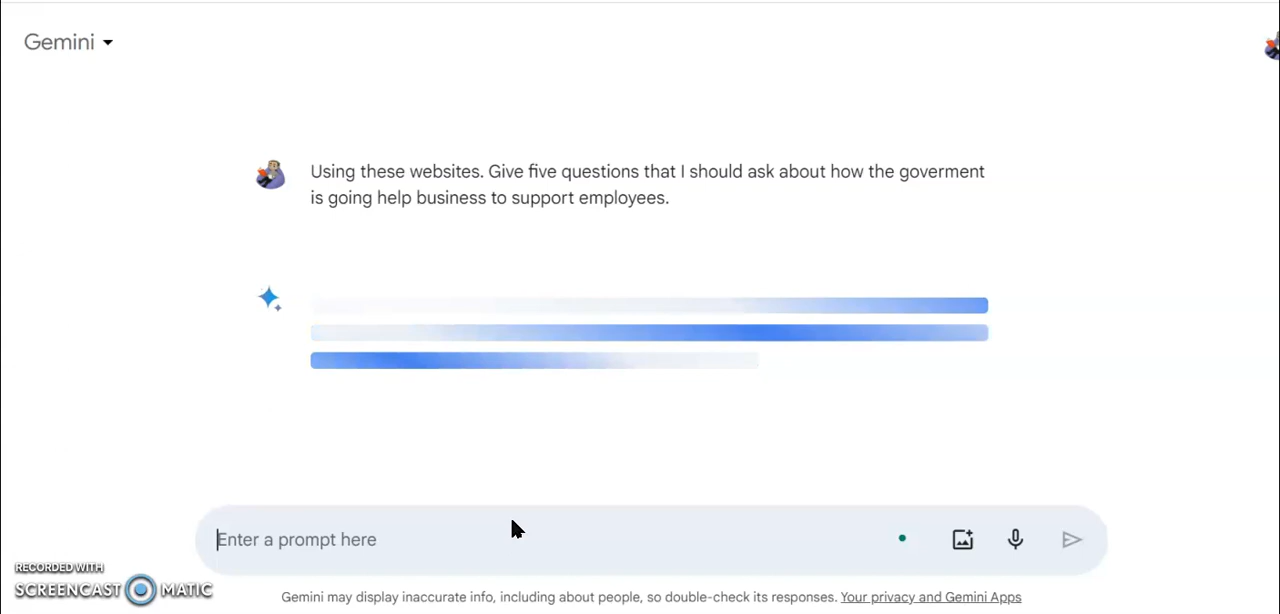 Gemini
Using these websites. Give five questions that I should ask about how the goverment
is going help business to support employees.
Enter a prompt here
RECORDED WITH
SCREENCAST MATIC
Gemini may display inaccurate info, including about people, so double-check its responses. Your privacy and Gemini Apps